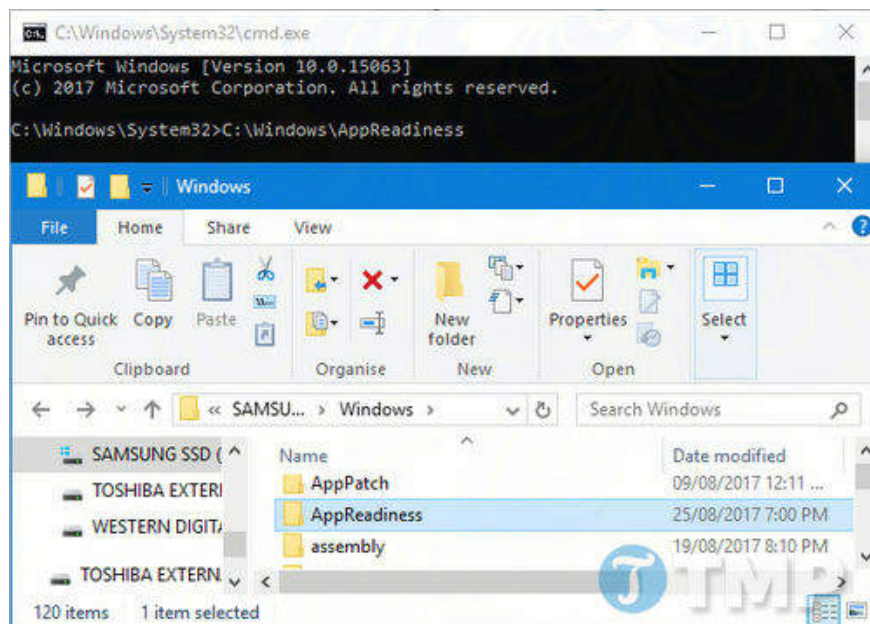 C:\Windows\System32\cmd.exe
Microsoft Windows [Version 10.0.15063]
(c) 2017 Microsoft Corporation. All rights reserved.
C:\Windows\System32>C:\Windows\AppReadiness
Windows
File Home Share View
Pin to Quick access
Copy
Paste
New folder
Properties
Select
Clipboard Organise New Open
« SAMSU... › Windows ›
Search Windows
SAMSUNG SSD (
TOSHIBA EXTERI
WESTERN DIGIT
TOSHIBA EXTERN
Name Date modified
AppPatch 09/08/2017 12:11 ...
AppReadiness 25/08/2017 7:00 PM
assembly 19/08/2017 8:10 PM
120 items 1 item selected
TMP